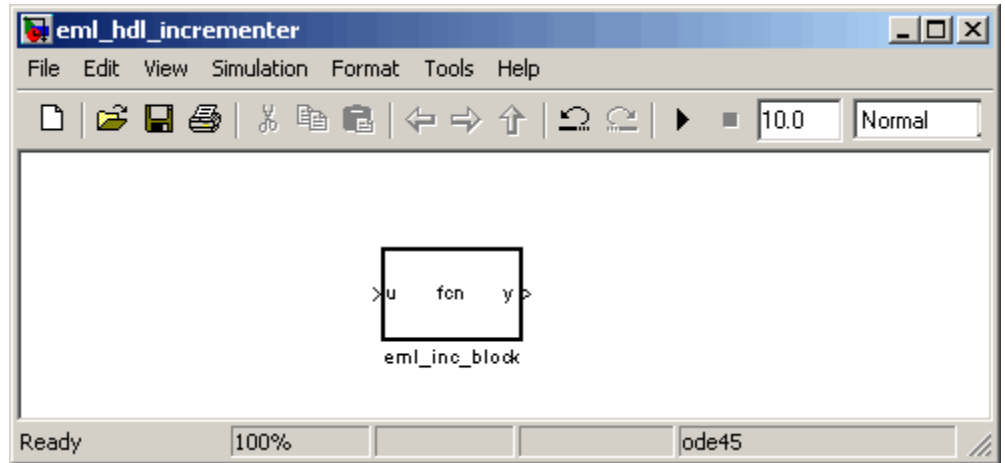 eml_hdl_incrementer
File Edit View Simulation Format Tools Help
10.0 Normal
u fcn y
eml_inc_block
Ready 100% ode45